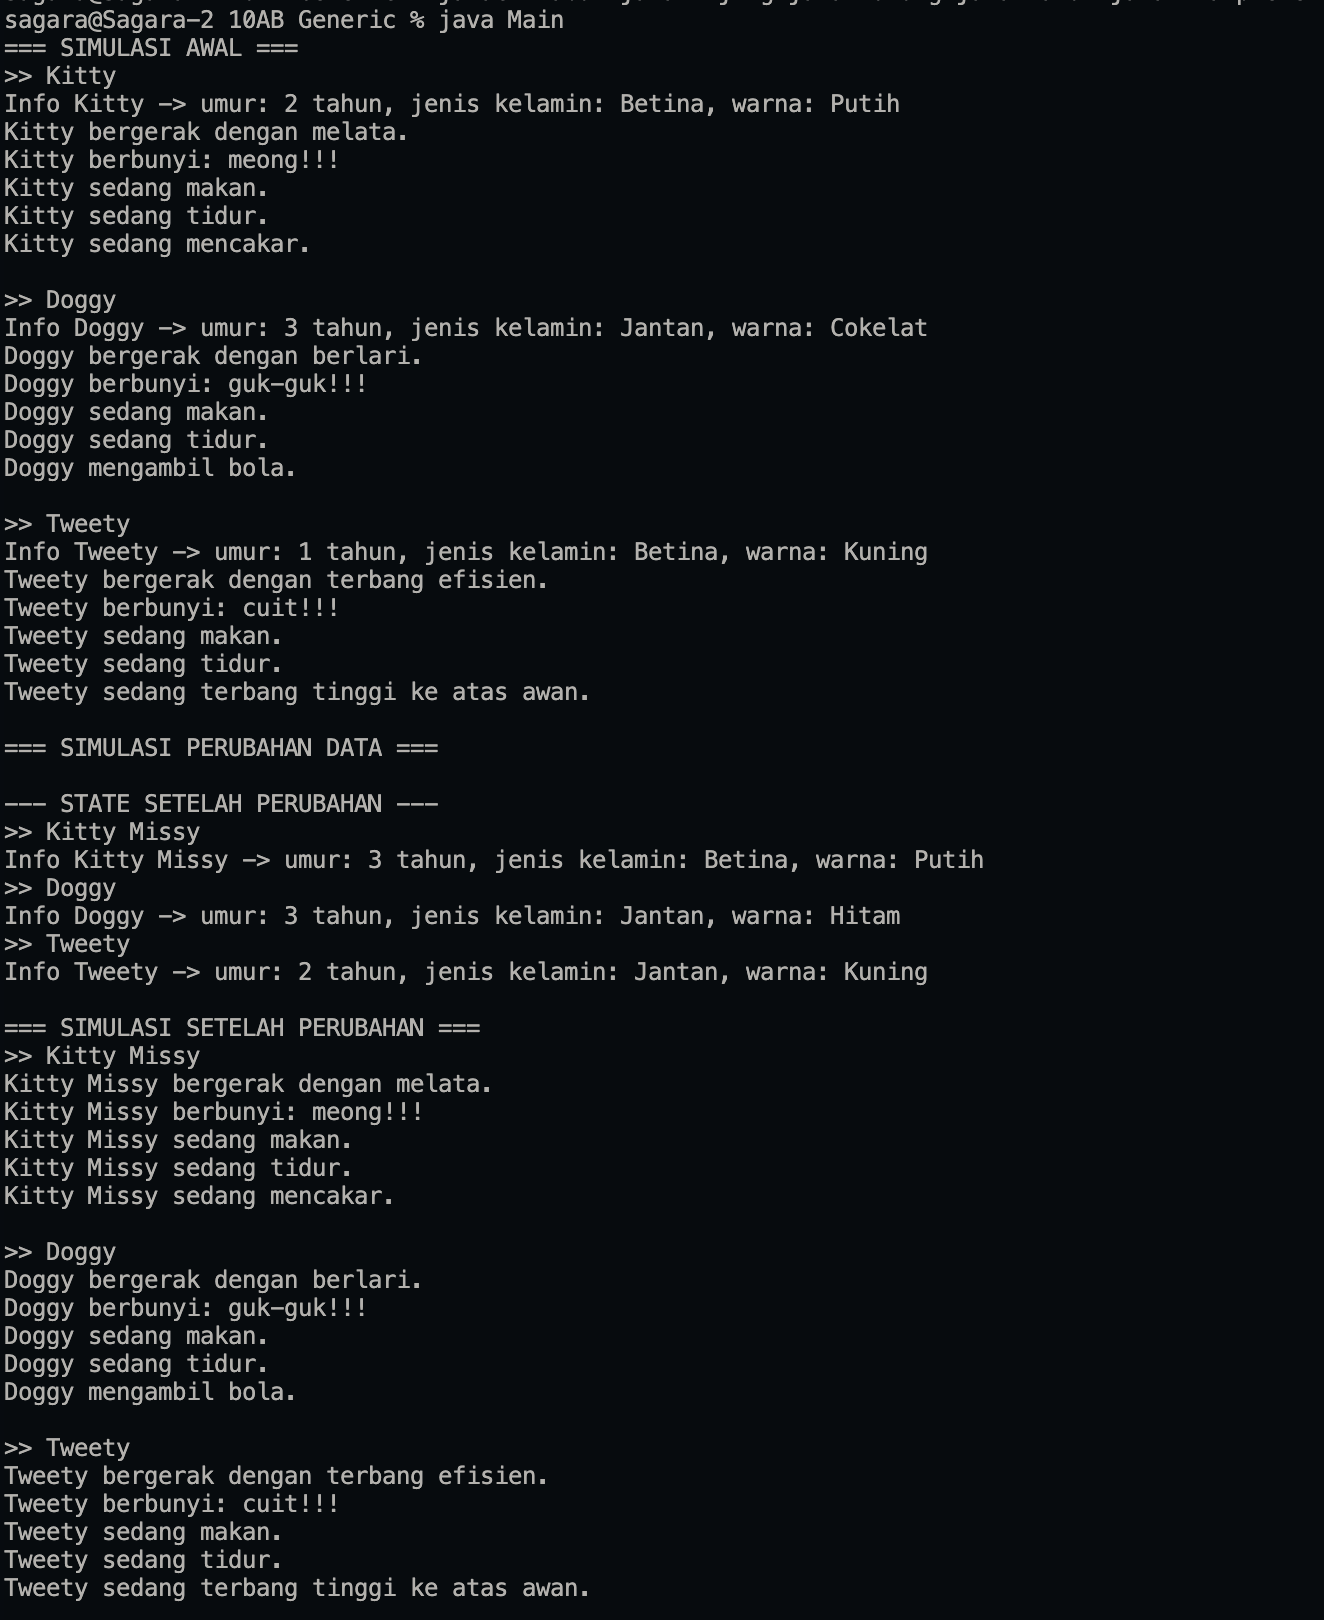 sagara@Sagara-2 10AB Generic % java Main
=== SIMULASI AWAL ===
>> Kitty
Info Kitty -> umur: 2 tahun, jenis kelamin: Betina, warna: Putih
Kitty bergerak dengan melata.
Kitty berbunyi: meong!!!
Kitty sedang makan.
Kitty sedang tidur.
Kitty sedang mencakar.

>> Doggy
Info Doggy -> umur: 3 tahun, jenis kelamin: Jantan, warna: Cokelat
Doggy bergerak dengan berlari.
Doggy berbunyi: guk-guk!!!
Doggy sedang makan.
Doggy sedang tidur.
Doggy mengambil bola.

>> Tweety
Info Tweety -> umur: 1 tahun, jenis kelamin: Betina, warna: Kuning
Tweety bergerak dengan terbang efisien.
Tweety berbunyi: cuit!!!
Tweety sedang makan.
Tweety sedang tidur.
Tweety sedang terbang tinggi ke atas awan.

=== SIMULASI PERUBAHAN DATA ===

--- STATE SETELAH PERUBAHAN ---
>> Kitty Missy
Info Kitty Missy -> umur: 3 tahun, jenis kelamin: Betina, warna: Putih
>> Doggy
Info Doggy -> umur: 3 tahun, jenis kelamin: Jantan, warna: Hitam
>> Tweety
Info Tweety -> umur: 2 tahun, jenis kelamin: Jantan, warna: Kuning

=== SIMULASI SETELAH PERUBAHAN ===
>> Kitty Missy
Kitty Missy bergerak dengan melata.
Kitty Missy berbunyi: meong!!!
Kitty Missy sedang makan.
Kitty Missy sedang tidur.
Kitty Missy sedang mencakar.

>> Doggy
Doggy bergerak dengan berlari.
Doggy berbunyi: guk-guk!!!
Doggy sedang makan.
Doggy sedang tidur.
Doggy mengambil bola.

>> Tweety
Tweety bergerak dengan terbang efisien.
Tweety berbunyi: cuit!!!
Tweety sedang makan.
Tweety sedang tidur.
Tweety sedang terbang tinggi ke atas awan.